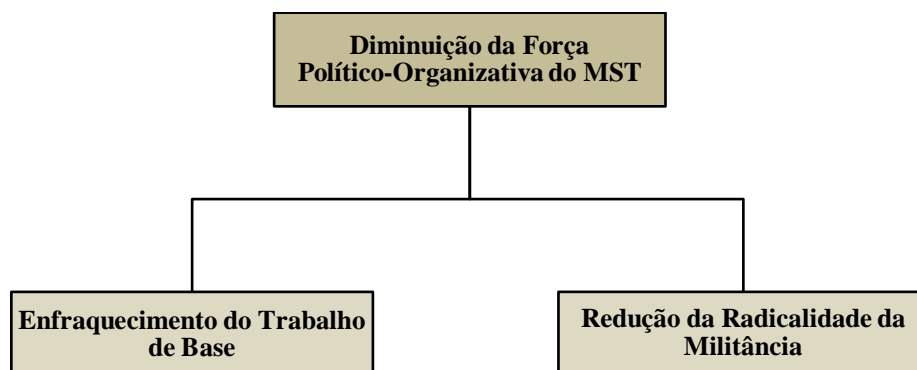 Diminuição da Força
Político-Organizativa do MST
Enfraquecimento do Trabalho
de Base
Redução da Radicalidade da
Militância